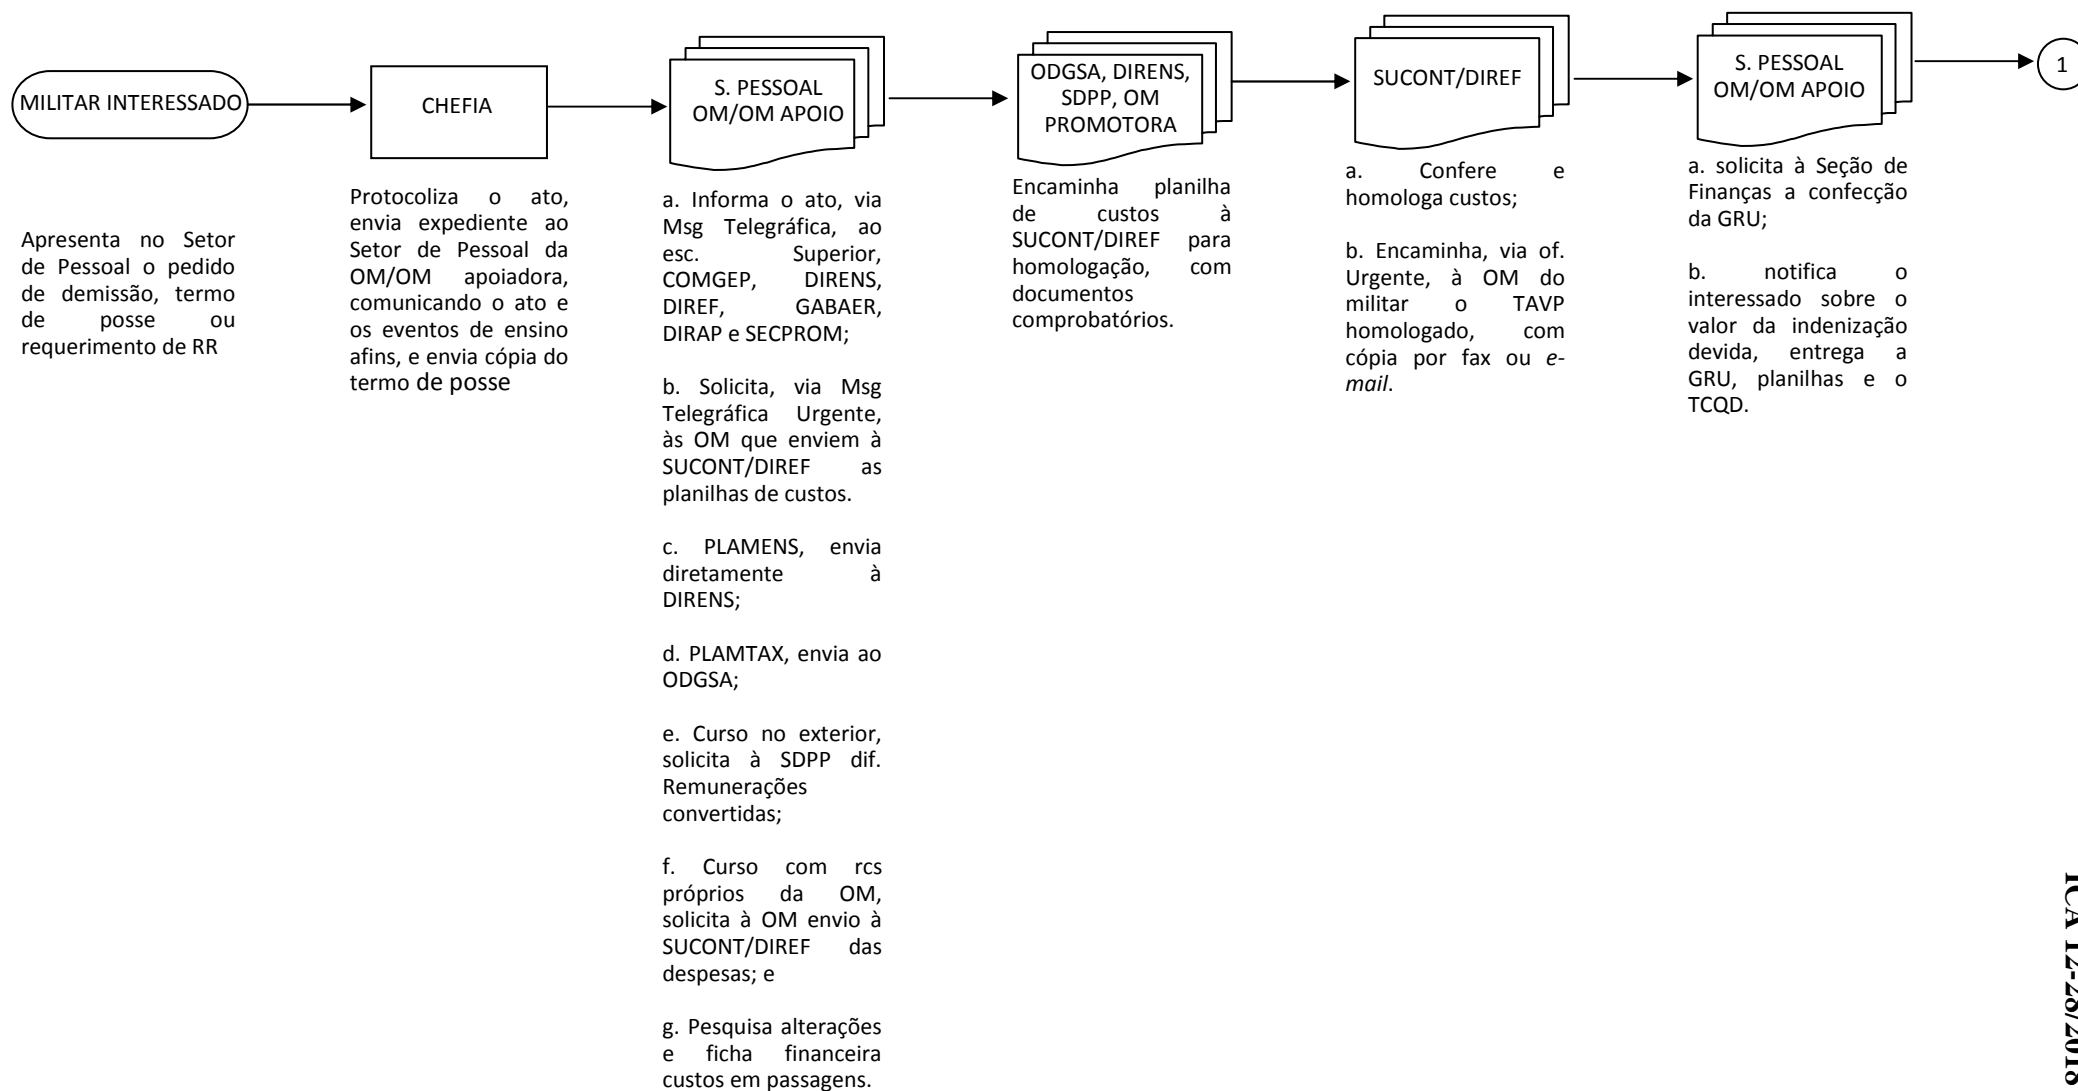 MILITAR INTERESSADO
Apresenta no Setor
de Pessoal o pedido
de demissão, termo
de posse ou
requerimento de RR
CHEFIA
Protocoliza o ato,
envia expediente ao
Setor de Pessoal da
OM/OM apoiadora,
comunicando o ato e
os eventos de ensino
afins, e envia cópia do
termo de posse
S. PESSOAL
OM/OM APOIO
a. Informa o ato, via
Msg Telegráfica, ao
esc. Superior,
COMGEP, DIRENS,
DIREF, GABAER,
DIRAP e SECPROM;
b. Solicita, via Msg
Telegráfica Urgente,
às OM que enviem à
SUCONT/DIREF as
planilhas de custos.
c. PLAMENS, envia
diretamente à
DIRENS;
d. PLAMTAX, envia ao
ODGSA;
e. Curso no exterior,
solicita à SDPP dif.
Remunerações
convertidas;
f. Curso com rcs
próprios da OM,
solicita à OM envio à
SUCONT/DIREF das
despesas; e
g. Pesquisa alterações
e ficha financeira
custos em passagens.
ODGSA, DIRENS,
SDPP, OM
PROMOTORA
Encaminha planilha
de custos à
SUCONT/DIREF para
homologação, com
documentos
comprobatórios.
SUCONT/DIREF
a. Confere e
homologa custos;
b. Encaminha, via of.
Urgente, à OM do
militar o TAVP
homologado, com
cópia por fax ou e-
mail.
S. PESSOAL
OM/OM APOIO
a. solicita à Seção de
Finanças a confecção
da GRU;
b. notifica o
interessado sobre o
valor da indenização
devida, entrega a
GRU, planilhas e o
TCQD.
1
ICA 12-28/2018